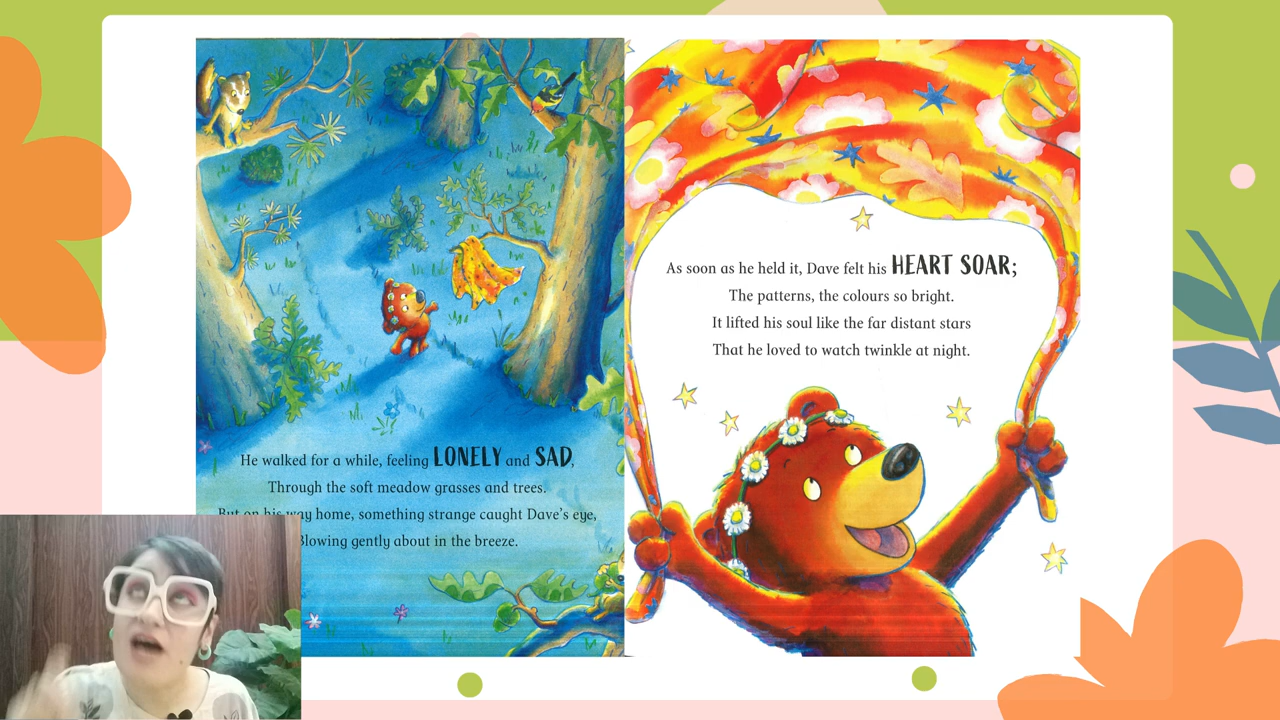 He walked for a while, feeling LONELY and SAD,
Through the soft meadow grasses and trees.
But on his way home, something strange caught Dave's eye,
Blowing gently about in the breeze.
As soon as he held it, Dave felt his HEART SOAR;
The patterns, the colours so bright.
It lifted his soul like the far distant stars
That he loved to watch twinkle at night.